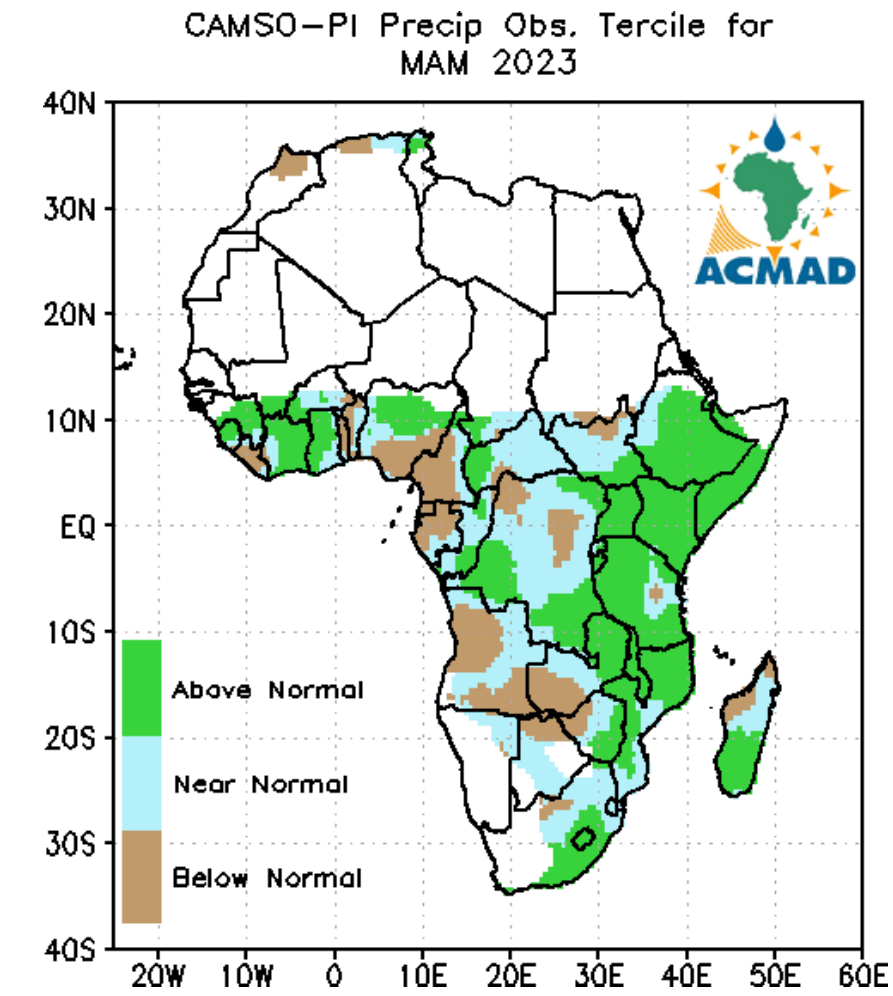 CAMSO-PI Precip Obs. Tercile for
MAM 2023
40N
30N
20N
10N
EQ
10S
20S
30S
40S
ACMAD
Above Normal
Near Normal
Below Normal
20W 10W 0 10E 20E 30E 40E 50E 60E